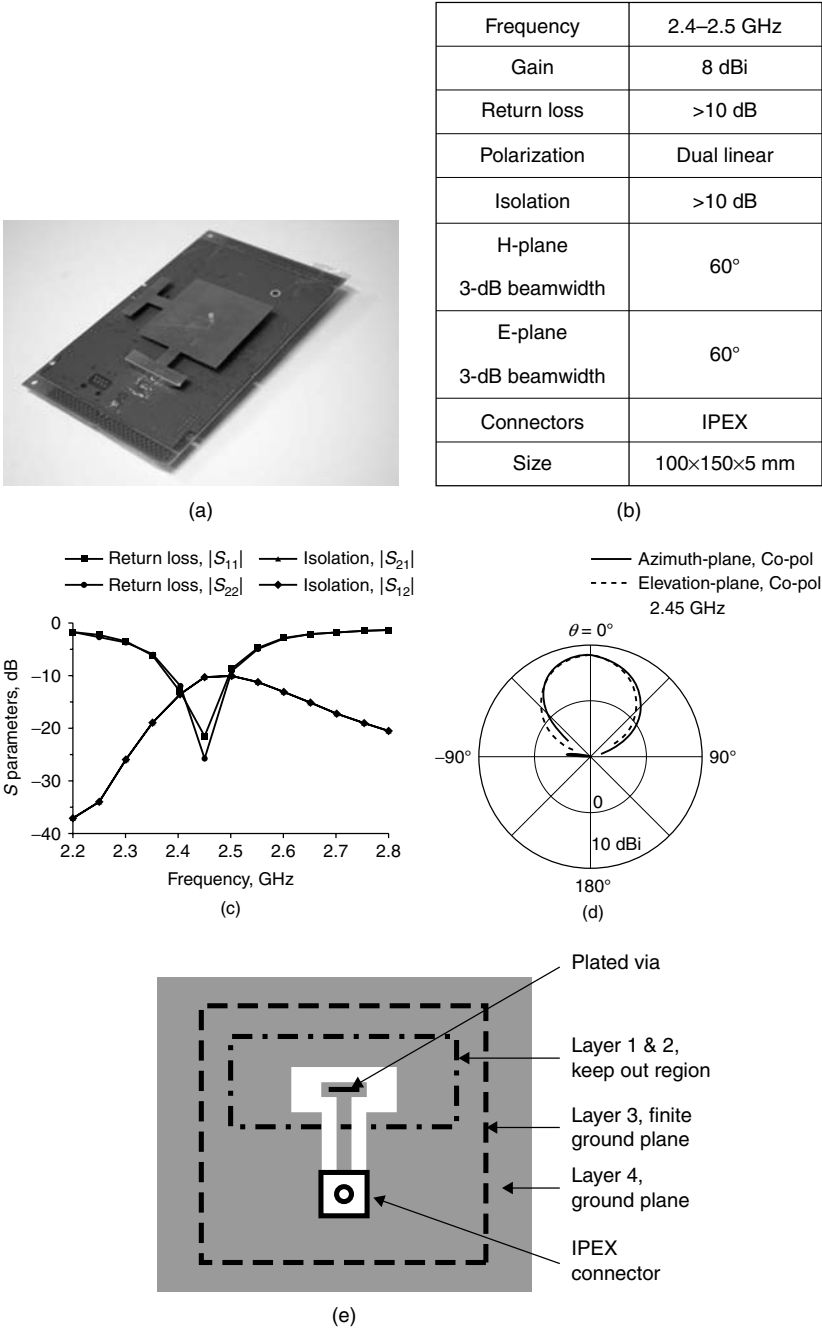 Frequency 2.4–2.5 GHz
Gain 8 dBi
Return loss >10 dB
Polarization Dual linear
Isolation >10 dB
H-plane
3-dB beamwidth
60°
E-plane
3-dB beamwidth
60°
Connectors IPEX
Size 100×150×5 mm
(a)
(b)
Return loss, |S11|
Isolation, |S21|
Return loss, |S22|
Isolation, |S12|
S parameters, dB
0
−10
−20
−30
−40
2.2 2.3 2.4 2.5 2.6 2.7 2.8
Frequency, GHz
(c)
Azimuth-plane, Co-pol
Elevation-plane, Co-pol
2.45 GHz
θ = 0°
−90°
90°
0
10 dBi
180°
(d)
Plated via
Layer 1 & 2,
keep out region
Layer 3, finite
ground plane
Layer 4,
ground plane
IPEX
connector
(e)